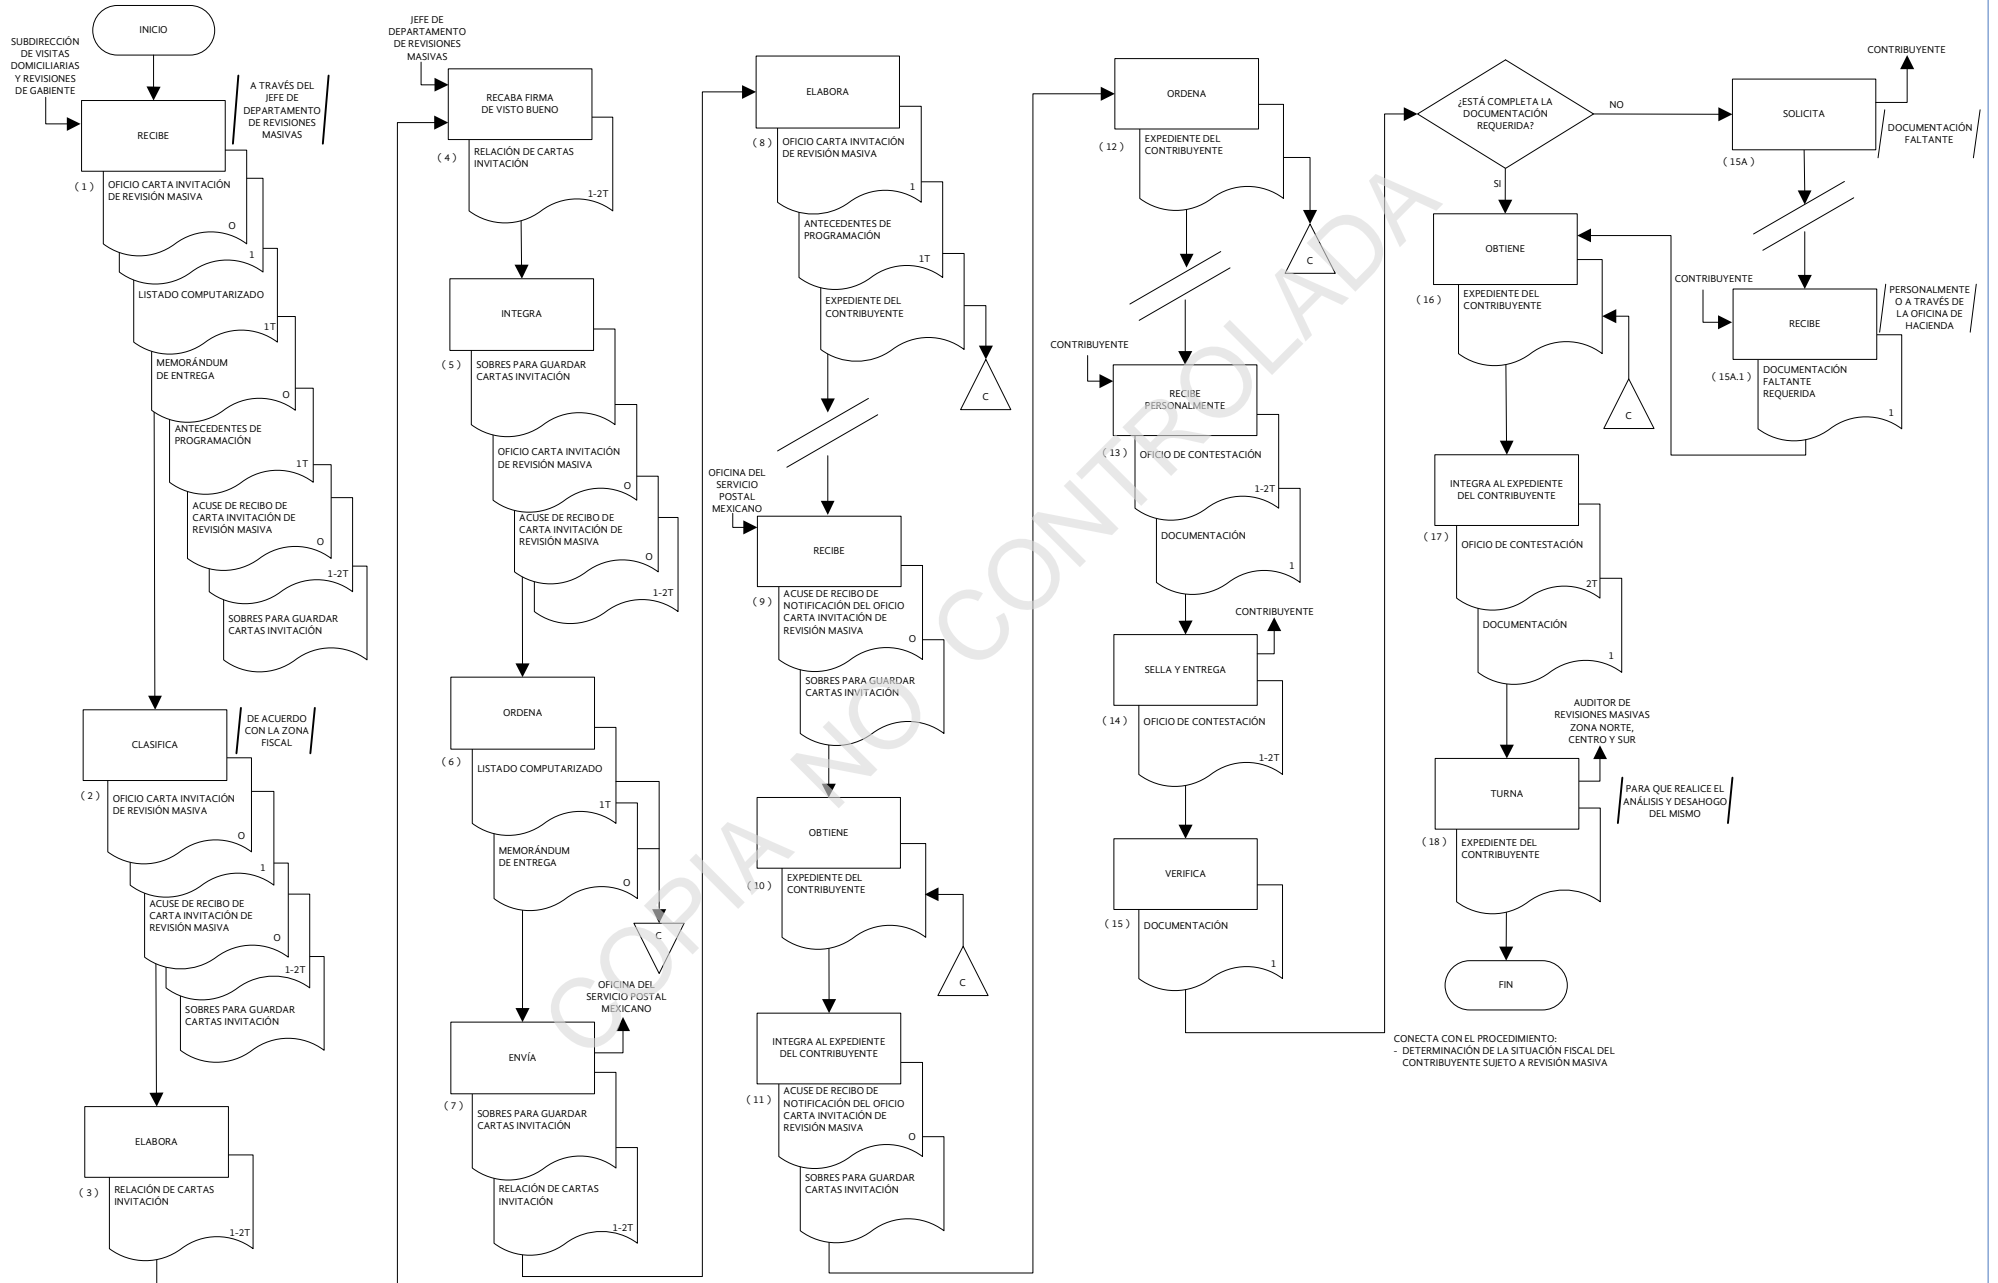 INICIO
SUBDIRECCIÓN
DE VISITAS
DOMICILIARIAS
Y REVISIONES
DE GABIENTE
A TRAVÉS DEL
JEFE DE
DEPARTAMENTO
DE REVISIONES
MASIVAS
RECIBE
( 1 )
OFICIO CARTA INVITACIÓN
DE REVISIÓN MASIVA
O
1
LISTADO COMPUTARIZADO
1T
MEMORÁNDUM
DE ENTREGA
O
ANTECEDENTES DE
PROGRAMACIÓN
1T
ACUSE DE RECIBO DE
CARTA INVITACIÓN DE
REVISIÓN MASIVA
O
1-2T
SOBRES PARA GUARDAR
CARTAS INVITACIÓN
CLASIFICA
DE ACUERDO
CON LA ZONA
FISCAL
( 2 )
OFICIO CARTA INVITACIÓN
DE REVISIÓN MASIVA
O
1
ACUSE DE RECIBO DE
CARTA INVITACIÓN DE
REVISIÓN MASIVA
O
1-2T
SOBRES PARA GUARDAR
CARTAS INVITACIÓN
ELABORA
( 3 )
RELACIÓN DE CARTAS
INVITACIÓN
1-2T
JEFE DE
DEPARTAMENTO
DE REVISIONES
MASIVAS
RECABA FIRMA
DE VISTO BUENO
( 4 )
RELACIÓN DE CARTAS
INVITACIÓN
1-2T
INTEGRA
( 5 )
SOBRES PARA GUARDAR
CARTAS INVITACIÓN
OFICIO CARTA INVITACIÓN
DE REVISIÓN MASIVA
O
ACUSE DE RECIBO DE
CARTA INVITACIÓN DE
REVISIÓN MASIVA
O
1-2T
ORDENA
( 6 )
LISTADO COMPUTARIZADO
1T
MEMORÁNDUM
DE ENTREGA
O
C
OFICINA DEL
SERVICIO POSTAL
MEXICANO
ENVÍA
( 7 )
SOBRES PARA GUARDAR
CARTAS INVITACIÓN
RELACIÓN DE CARTAS
INVITACIÓN
1-2T
ELABORA
( 8 )
OFICIO CARTA INVITACIÓN
DE REVISIÓN MASIVA
1
ANTECEDENTES DE
PROGRAMACIÓN
1T
EXPEDIENTE DEL
CONTRIBUYENTE
C
OFICINA DEL
SERVICIO
POSTAL
MEXICANO
RECIBE
( 9 )
ACUSE DE RECIBO DE
NOTIFICACIÓN DEL OFICIO
CARTA INVITACIÓN DE
REVISIÓN MASIVA
O
SOBRES PARA GUARDAR
CARTAS INVITACIÓN
OBTIENE
( 10 )
EXPEDIENTE DEL
CONTRIBUYENTE
C
INTEGRA AL EXPEDIENTE
DEL CONTRIBUYENTE
( 11 )
ACUSE DE RECIBO DE
NOTIFICACIÓN DEL OFICIO
CARTA INVITACIÓN DE
REVISIÓN MASIVA
O
SOBRES PARA GUARDAR
CARTAS INVITACIÓN
ORDENA
( 12 )
EXPEDIENTE DEL
CONTRIBUYENTE
C
CONTRIBUYENTE
RECIBE
PERSONALMENTE
( 13 )
OFICIO DE CONTESTACIÓN
1-2T
DOCUMENTACIÓN
1
CONTRIBUYENTE
SELLA Y ENTREGA
( 14 )
OFICIO DE CONTESTACIÓN
1-2T
VERIFICA
( 15 )
DOCUMENTACIÓN
1
¿ESTÁ COMPLETA LA
DOCUMENTACIÓN
REQUERIDA?
NO
SI
CONTRIBUYENTE
SOLICITA
DOCUMENTACIÓN
FALTANTE
( 15A )
CONTRIBUYENTE
RECIBE
PERSONALMENTE
O A TRAVÉS DE
LA OFICINA DE
HACIENDA
( 15A.1 )
DOCUMENTACIÓN
FALTANTE
REQUERIDA
1
OBTIENE
( 16 )
EXPEDIENTE DEL
CONTRIBUYENTE
C
INTEGRA AL EXPEDIENTE
DEL CONTRIBUYENTE
( 17 )
OFICIO DE CONTESTACIÓN
2T
DOCUMENTACIÓN
1
AUDITOR DE
REVISIONES MASIVAS
ZONA NORTE,
CENTRO Y SUR
TURNA
PARA QUE REALICE EL
ANÁLISIS Y DESAHOGO
DEL MISMO
( 18 )
EXPEDIENTE DEL
CONTRIBUYENTE
FIN
CONECTA CON EL PROCEDIMIENTO:
- DETERMINACIÓN DE LA SITUACIÓN FISCAL DEL
CONTRIBUYENTE SUJETO A REVISIÓN MASIVA
COPIA NO CONTROLADA